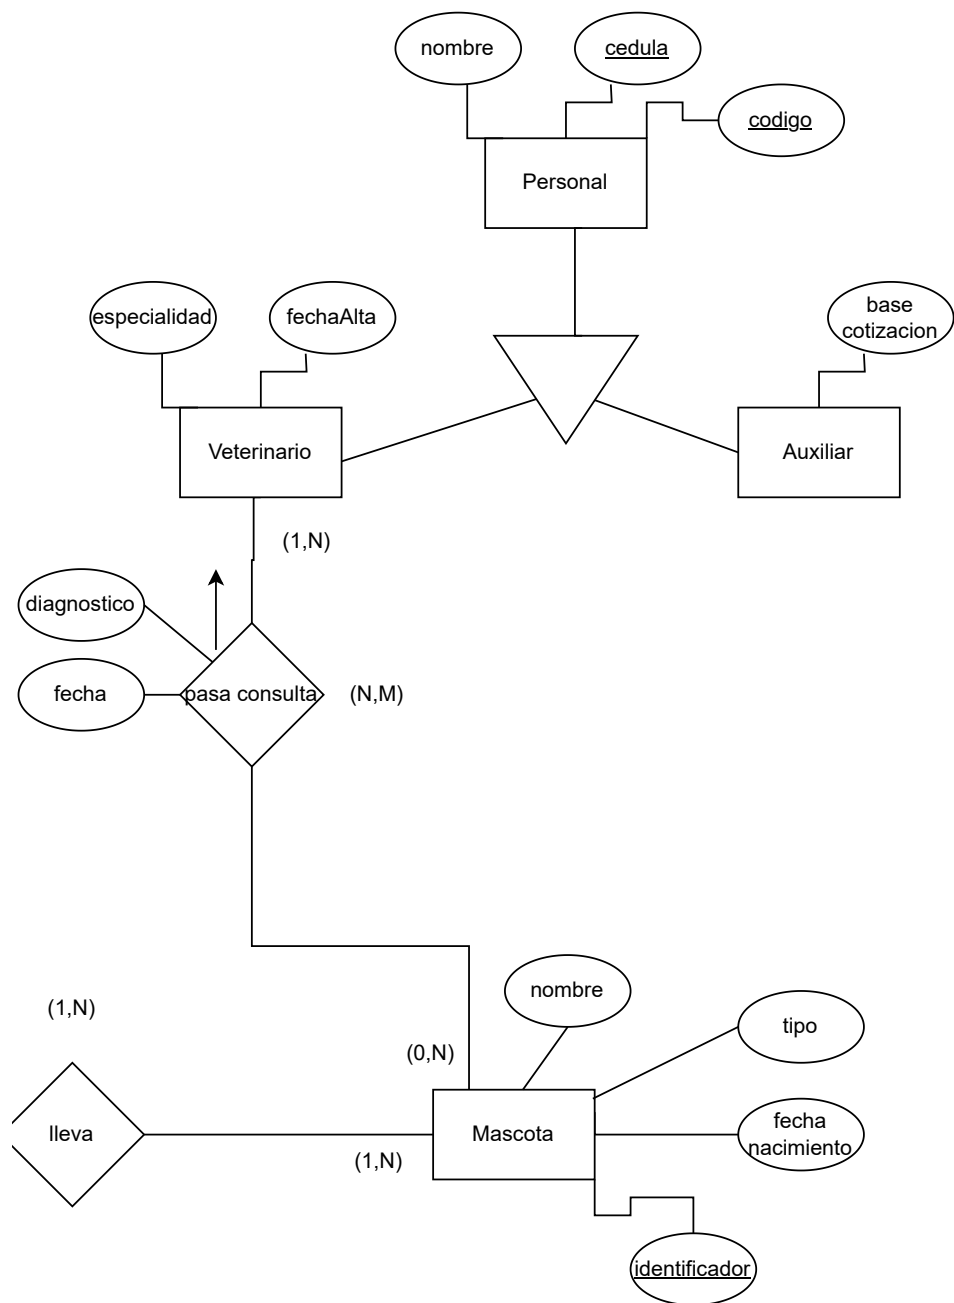 nombre
cedula
codigo
Personal
especialidad
fechaAlta
base
cotizacion
Veterinario
Auxiliar
(1,N)
diagnostico
fecha
pasa consulta
(N,M)
nombre
(1,N)
tipo
(0,N)
lleva
Mascota
fecha
nacimiento
(1,N)
identificador